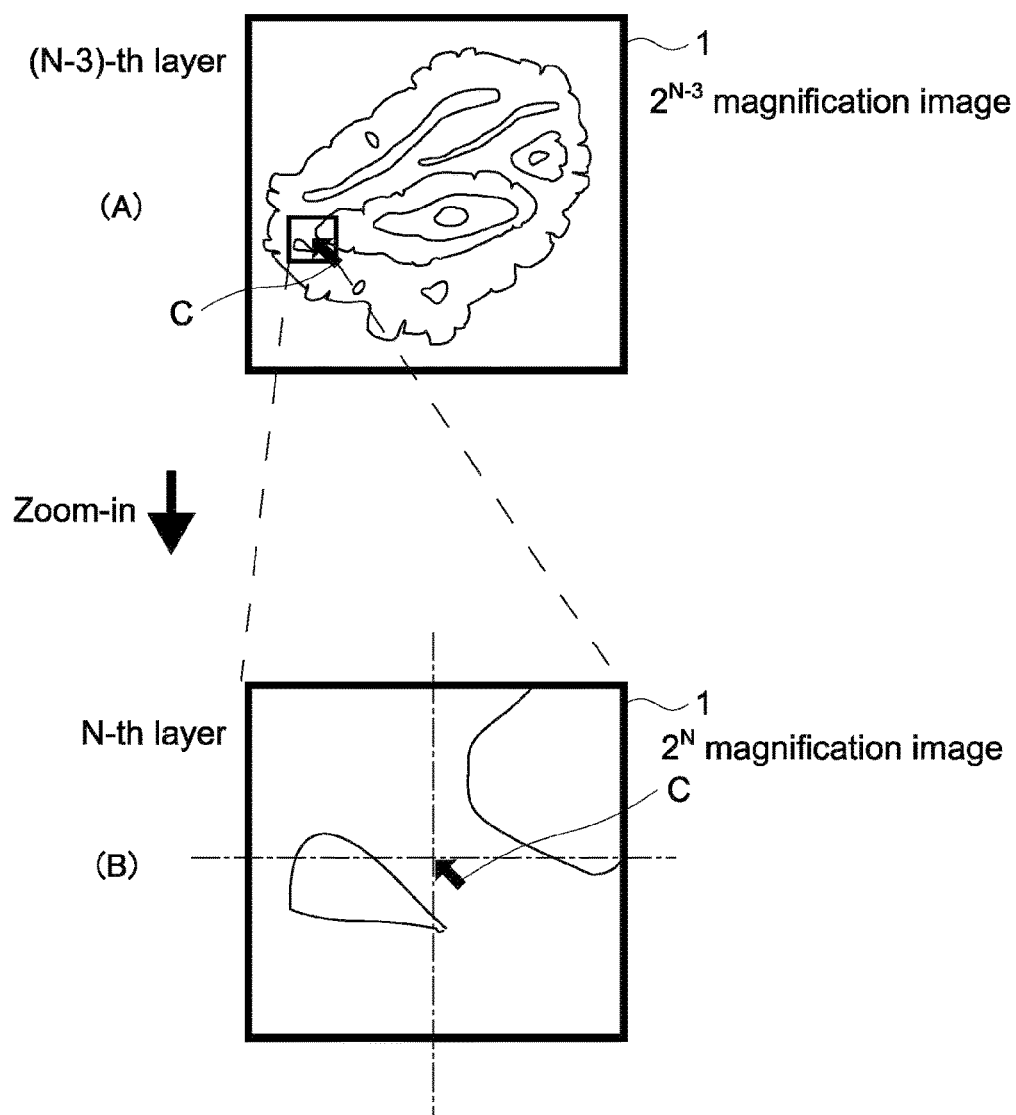 (N-3)-th layer
1
2^{N-3} magnification image
(A)
C
Zoom-in
N-th layer
1
2^{N} magnification image
C
(B)